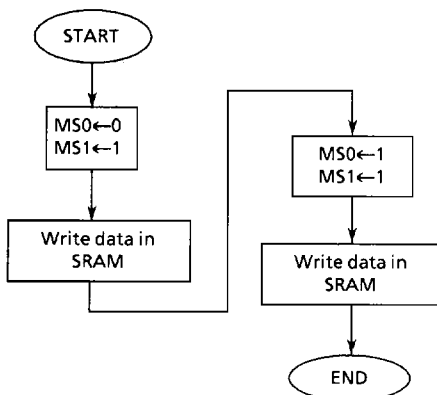 START
MS0←0
MS1←1
Write data in
SRAM
MS0←1
MS1←1
Write data in
SRAM
END